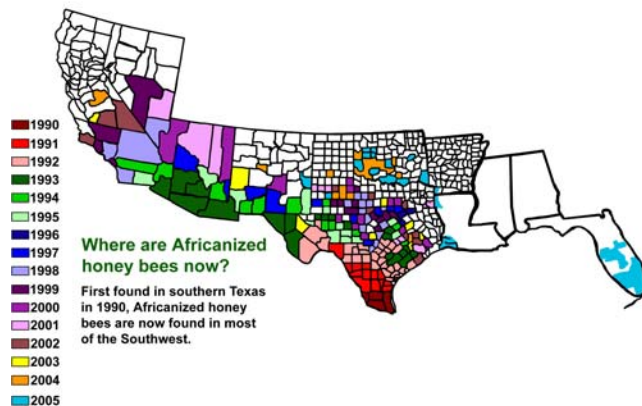 1990
1991
1992
1993
1994
1995
1996
1997
1998
1999
2000
2001
2002
2003
2004
2005
Where are Africanized
honey bees now?
First found in southern Texas
in 1990, Africanized honey
bees are now found in most
of the Southwest.